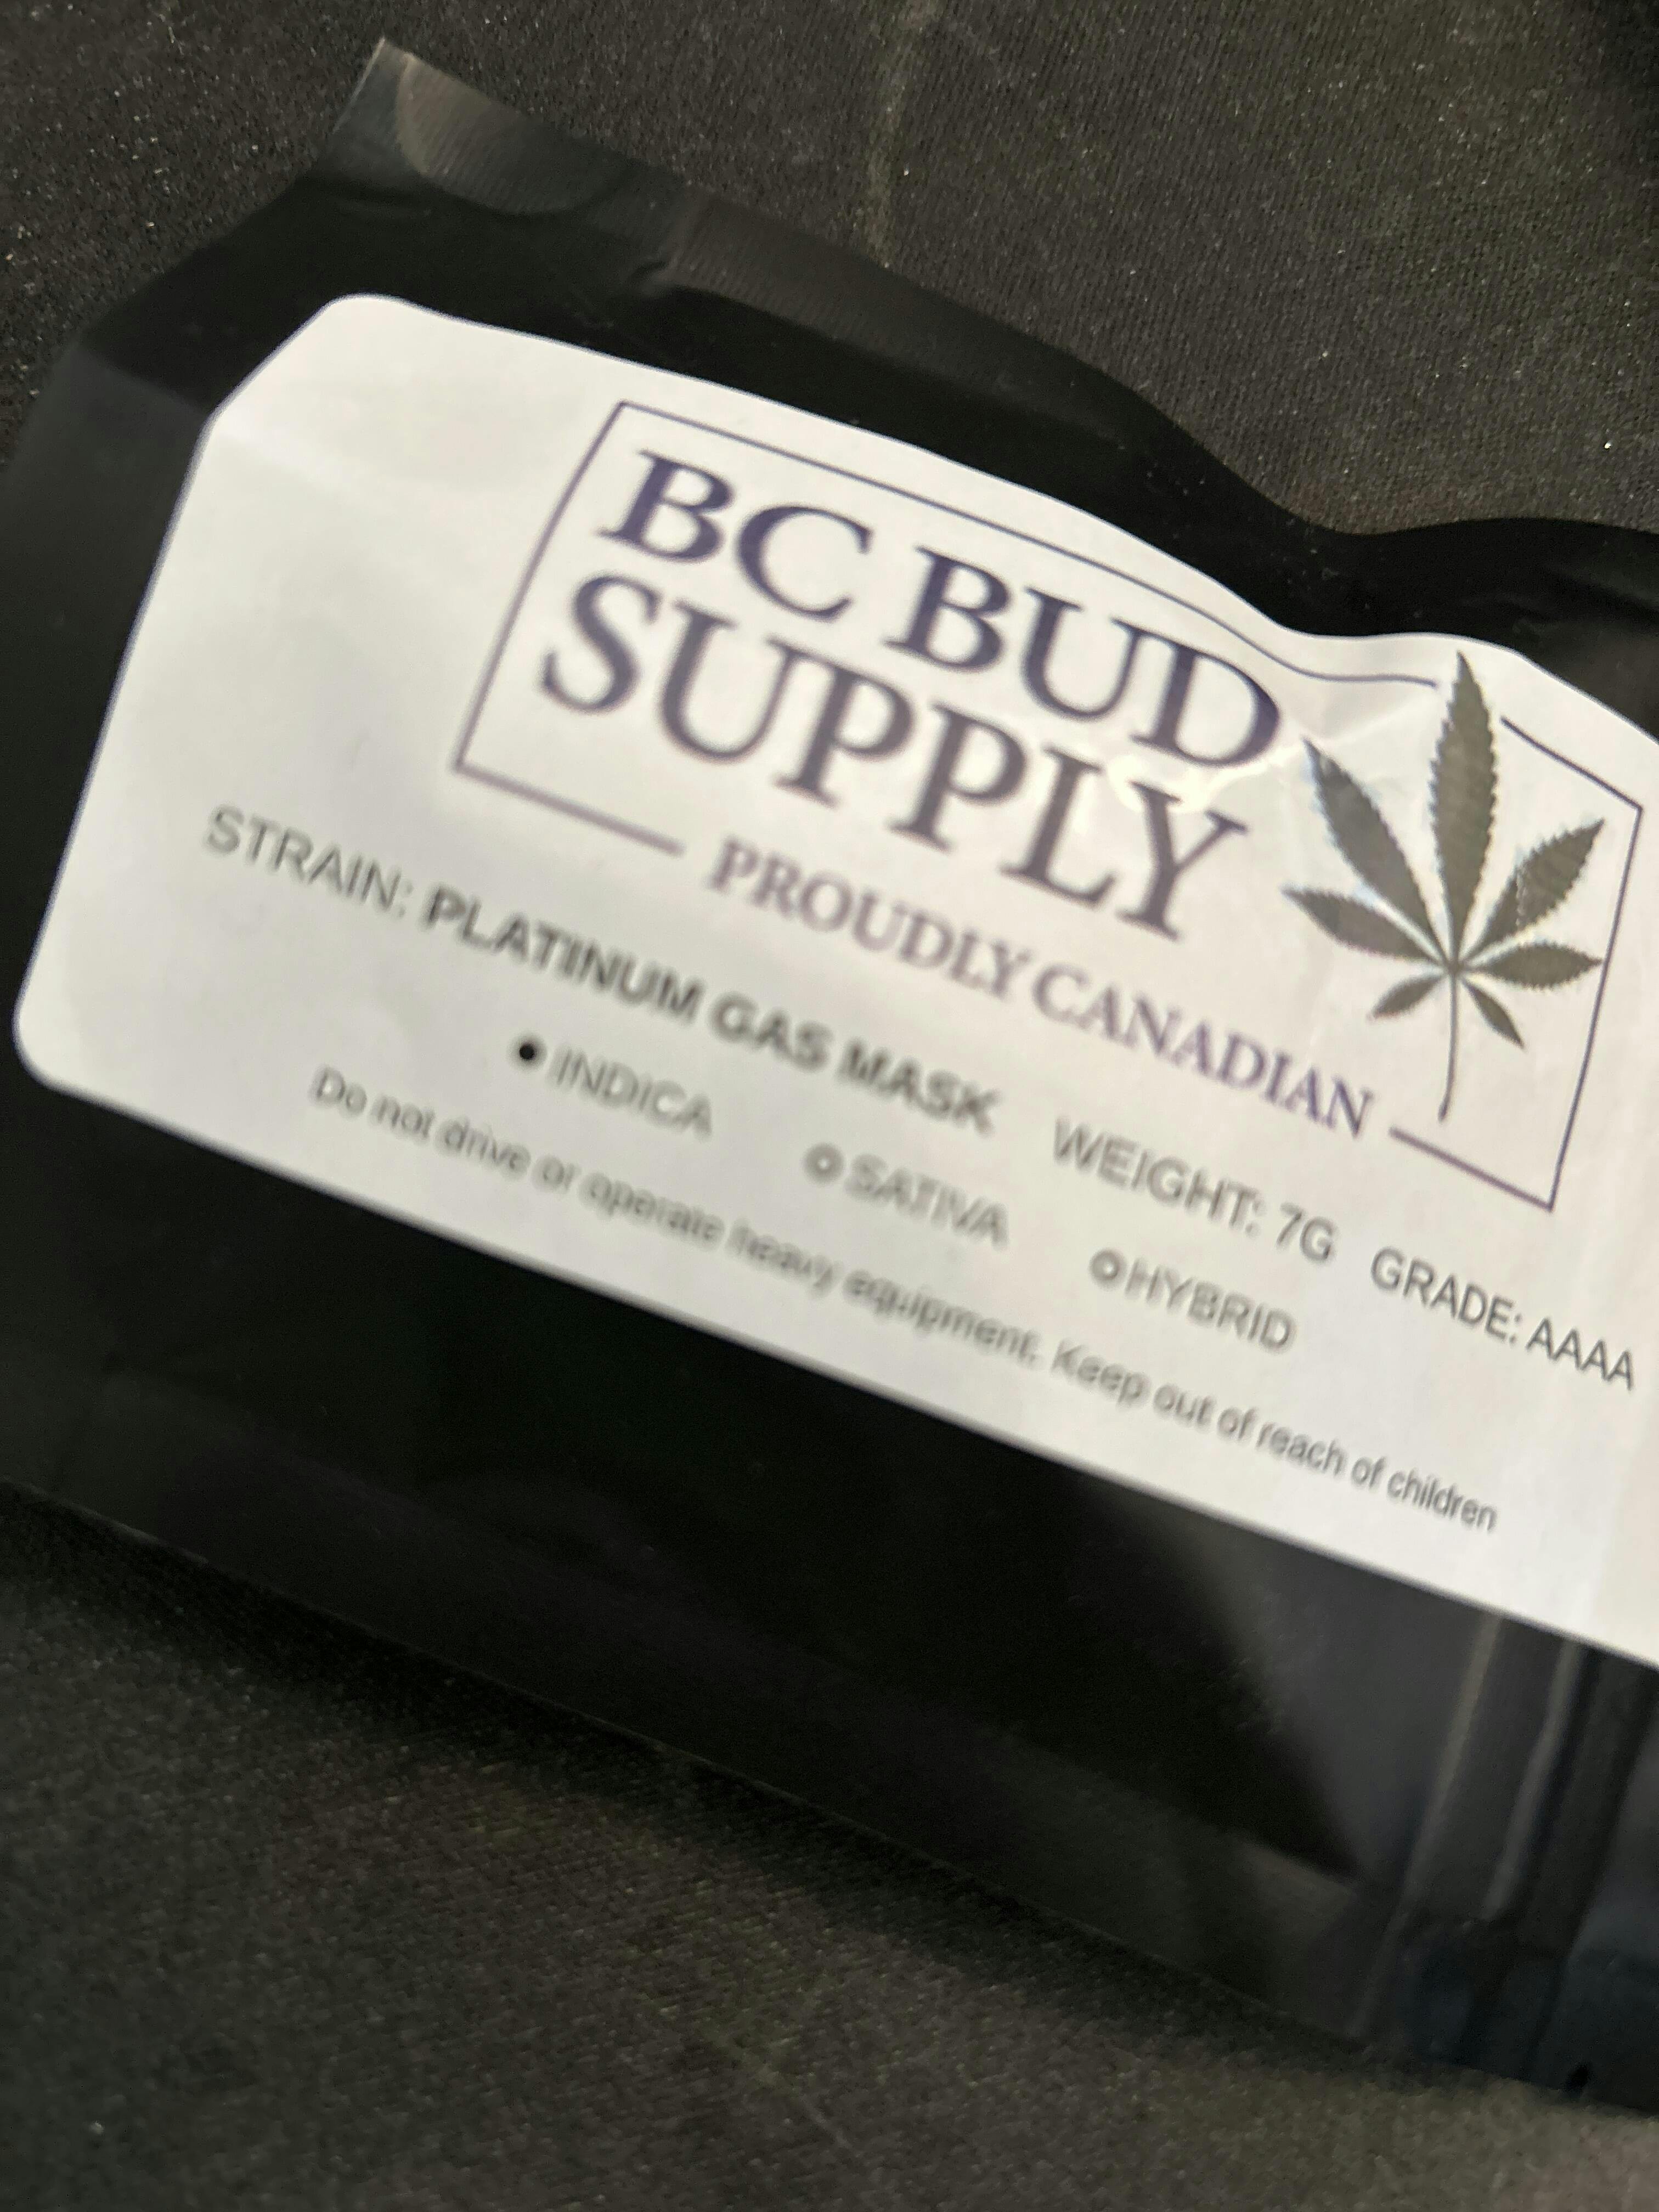 BC BUD
SUPPLY
PROUDLY CANADIAN
STRAIN: PLATINUM GAS MASK WEIGHT: 7G GRADE: AAAA
INDICA SATIVA HYBRID
Do not drive or operate heavy equipment. Keep out of reach of children